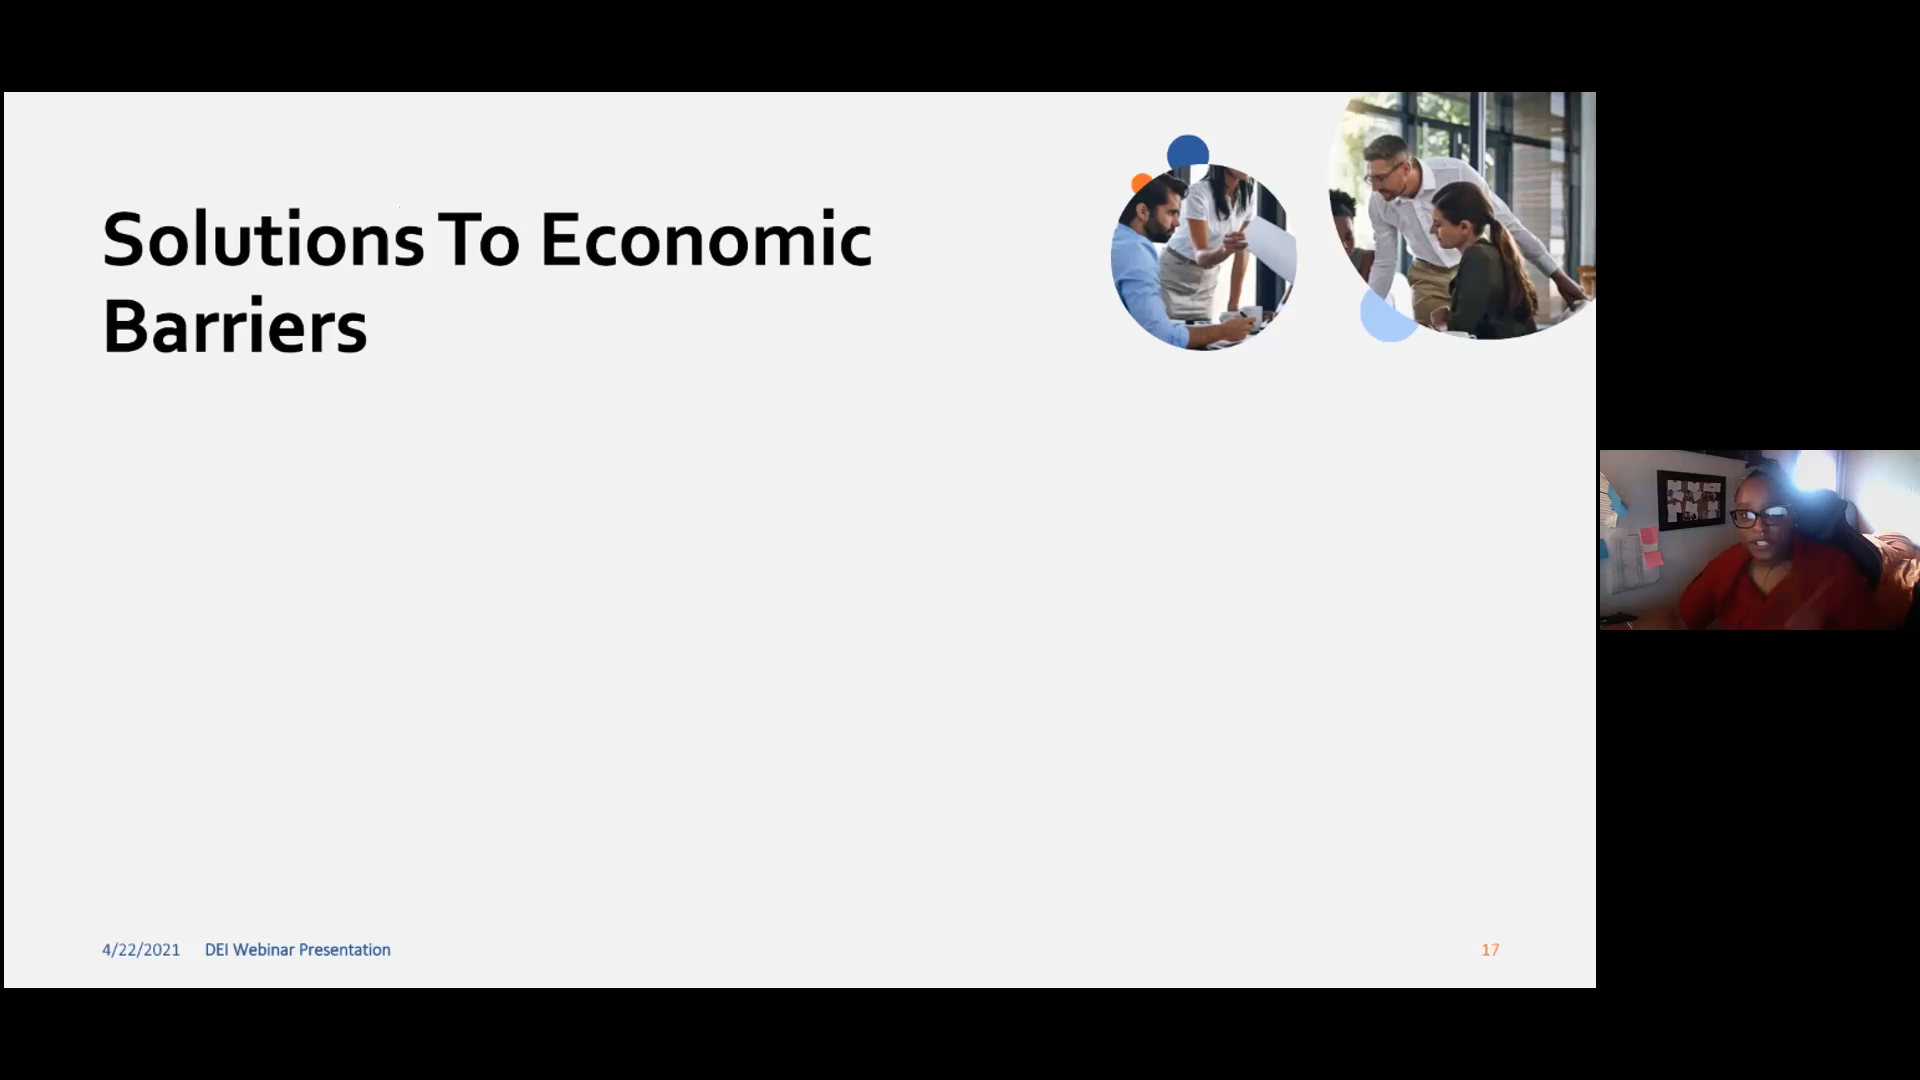 Solutions To Economic
Barriers
4/22/2021 DEI Webinar Presentation
17